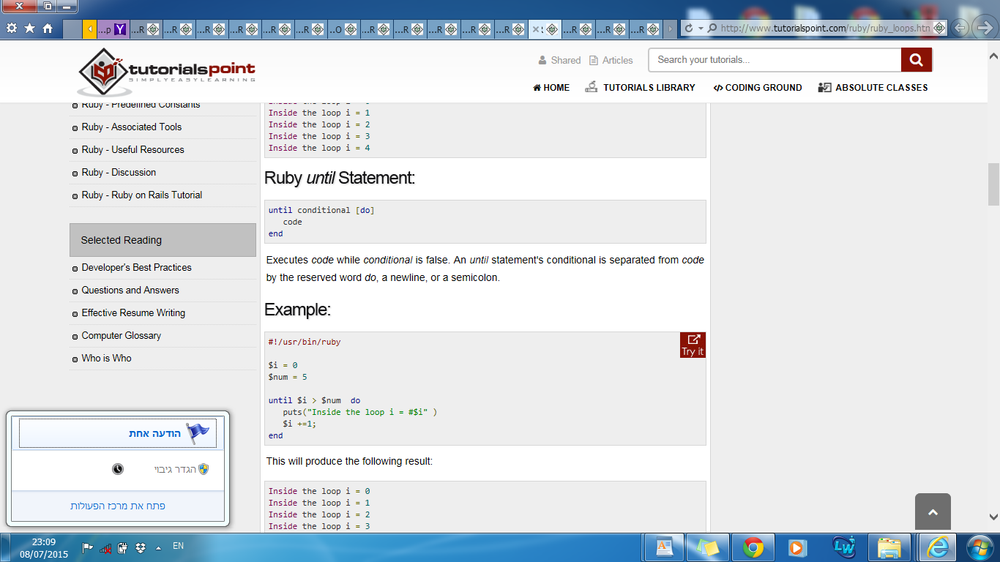 ...p
...R
...R
...R
...R
...R
...R
...O
...R
...R
...R
...R
...R
...R
...R
...R
http://www.tutorialspoint.com/ruby/ruby_loops.htn
tutorialspoint
SIMPLYEASYLEARNING
Shared
Articles
Search your tutorials...
HOME
TUTORIALS LIBRARY
</> CODING GROUND
ABSOLUTE CLASSES
Ruby - Predefined Constants
Ruby - Associated Tools
Ruby - Useful Resources
Ruby - Discussion
Ruby - Ruby on Rails Tutorial
Selected Reading
Developer's Best Practices
Questions and Answers
Effective Resume Writing
Computer Glossary
Who is Who
Inside the loop i = 1
Inside the loop i = 2
Inside the loop i = 3
Inside the loop i = 4
Ruby until Statement:
until conditional [do]
code
end
Executes code while conditional is false. An until statement's conditional is separated from code
by the reserved word do, a newline, or a semicolon.
Example:
#!/usr/bin/ruby
Try it
$i = 0
$num = 5
until $i > $num  do
puts("Inside the loop i = #$i" )
$i +=1;
end
This will produce the following result:
Inside the loop i = 0
Inside the loop i = 1
Inside the loop i = 2
Inside the loop i = 3
הודעה אחת
הגדר גיבוי
פתח את מרכז הפעולות
23:09
08/07/2015
EN
LW